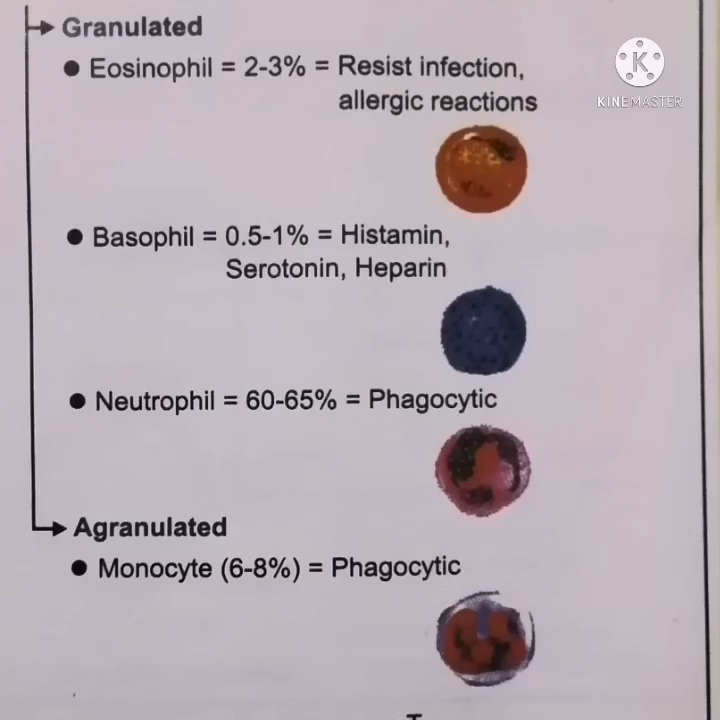 Granulated
● Eosinophil = 2-3% = Resist infection,
allergic reactions
● Basophil = 0.5-1% = Histamin,
Serotonin, Heparin
● Neutrophil = 60-65% = Phagocytic
Agranulated
● Monocyte (6-8%) = Phagocytic
K
KINEMASTER